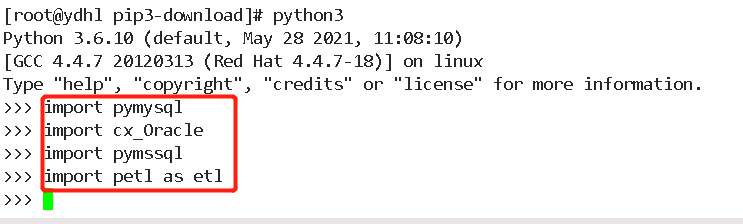 [root@ydhl pip3-download]# python3
Python 3.6.10 (default, May 28 2021, 11:08:10)
[GCC 4.4.7 20120313 (Red Hat 4.4.7-18)] on linux
Type "help", "copyright", "credits" or "license" for more information.
>>> import pymysql
>>> import cx_Oracle
>>> import pymssql
>>> import petl as etl
>>>